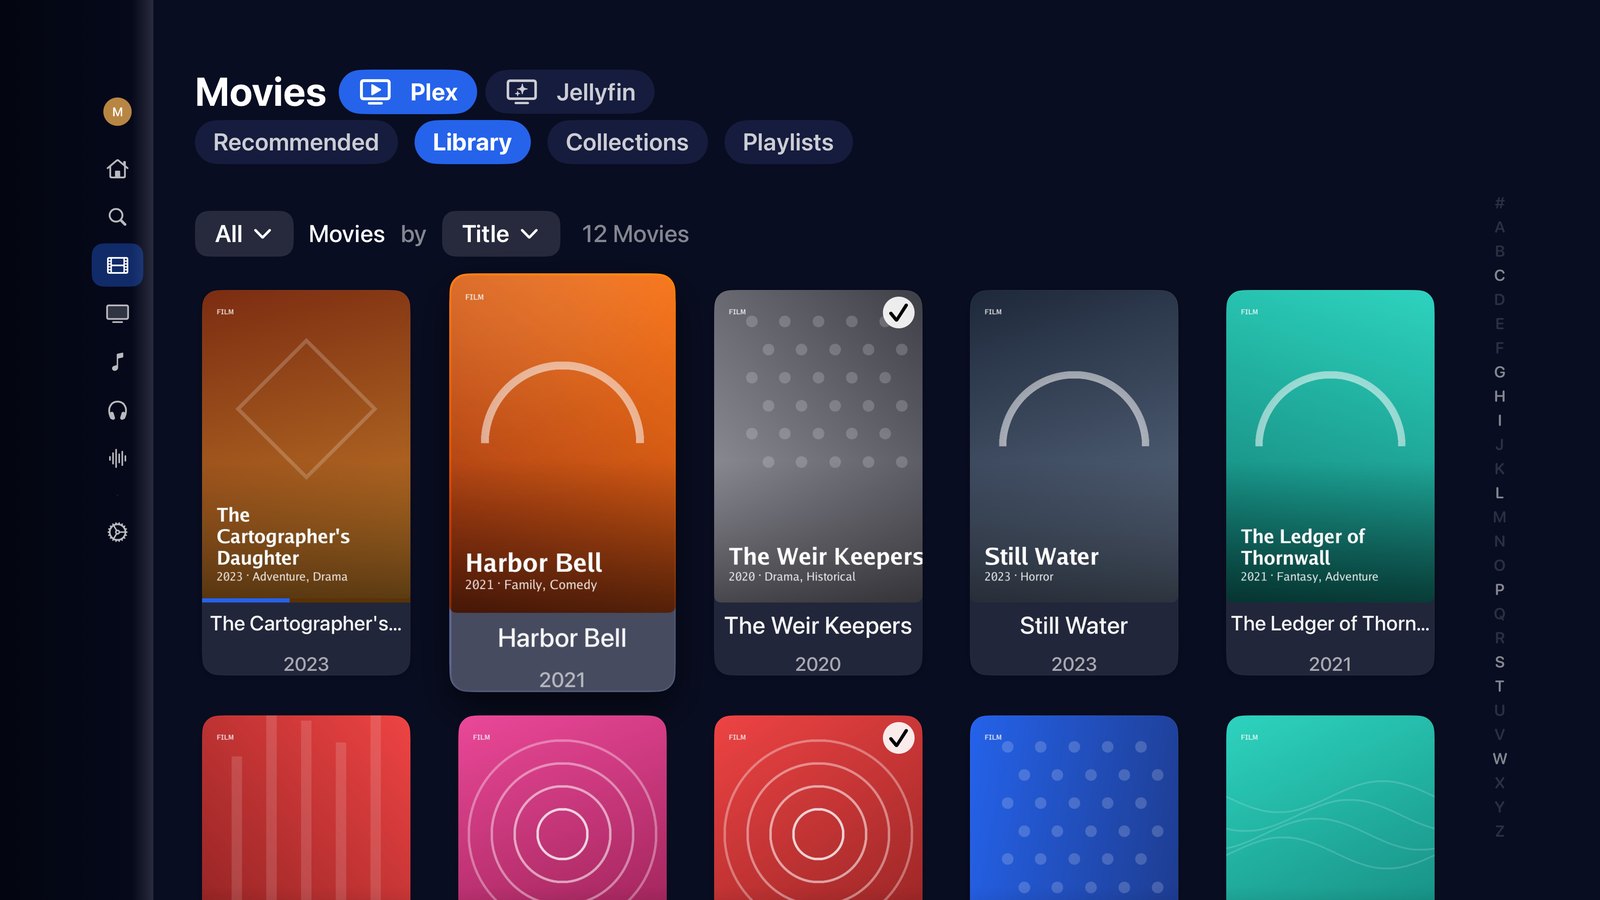 M
Movies Plex Jellyfin
Recommended Library Collections Playlists
All Movies by Title 12 Movies
FILM
The
Cartographer's
Daughter
2023 · Adventure, Drama
The Cartographer's...
2023
FILM
Harbor Bell
2021 · Family, Comedy
Harbor Bell
2021
FILM
The Weir Keepers
2020 · Drama, Historical
The Weir Keepers
2020
FILM
Still Water
2023 · Horror
Still Water
2023
FILM
The Ledger of
Thornwall
2021 · Fantasy, Adventure
The Ledger of Thorn...
2021
FILM
FILM
FILM
FILM
FILM
#
A
B
C
D
E
F
G
H
I
J
K
L
M
N
O
P
Q
R
S
T
U
V
W
X
Y
Z